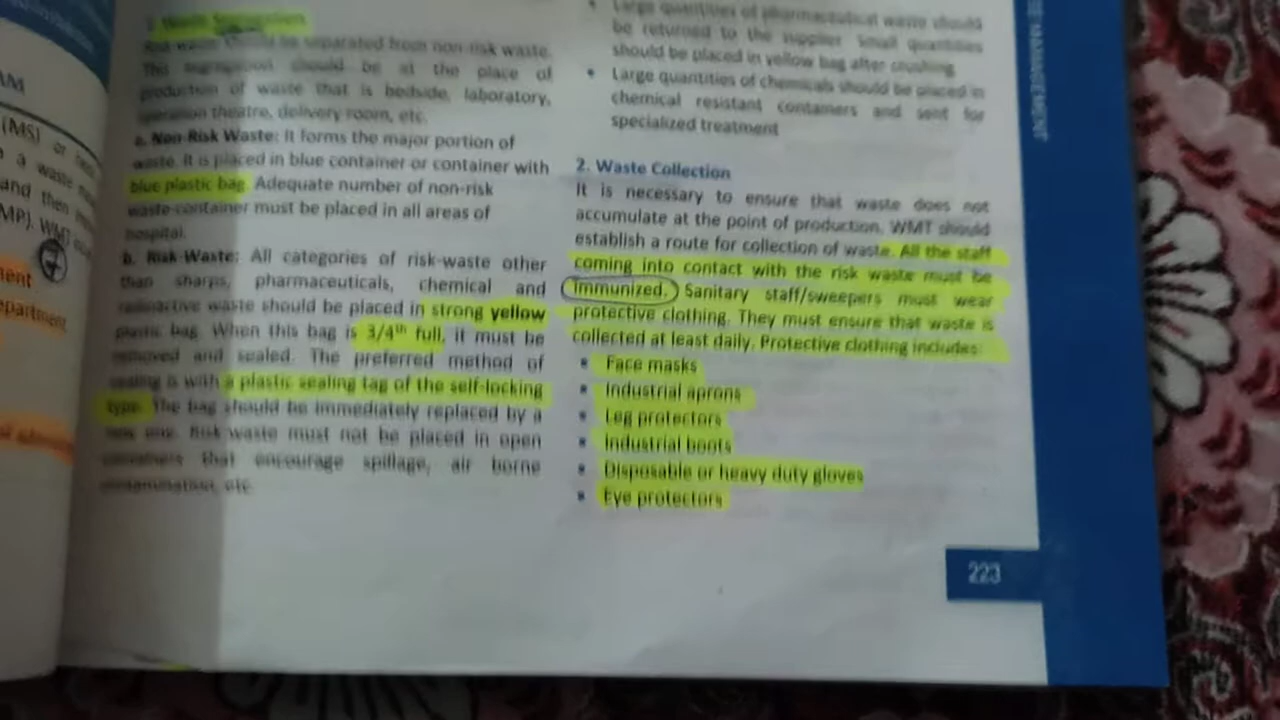 AM
(MS) or
a waste
and then
MP). WMT
ment
epartment
1. Waste Segregation
Risk waste should be separated from non-risk waste.
This segregation should be at the place of
production of waste that is bedside, laboratory,
operation theatre, delivery room, etc.
a. Non-Risk Waste: It forms the major portion of
waste. It is placed in blue container or container with
blue plastic bag. Adequate number of non-risk
waste-container must be placed in all areas of
hospital.
b. Risk-Waste: All categories of risk-waste other
than sharps, pharmaceuticals, chemical and
radioactive waste should be placed in strong yellow
plastic bag. When this bag is 3/4th full, it must be
removed and sealed. The preferred method of
sealing is with a plastic sealing tag of the self-locking
type. The bag should be immediately replaced by a
new one. Risk waste must not be placed in open
containers that encourage spillage, air borne
contamination, etc.
• Large quantities of pharmaceutical waste should
be returned to the supplier. Small quantities
should be placed in yellow bag after crushing.
• Large quantities of chemicals should be placed in
chemical resistant containers and sent for
specialized treatment
2. Waste Collection
It is necessary to ensure that waste does not
accumulate at the point of production. WMT should
establish a route for collection of waste. All the staff
coming into contact with the risk waste must be
immunized. Sanitary staff/sweepers must wear
protective clothing. They must ensure that waste is
collected at least daily. Protective clothing includes:
• Face masks
• Industrial aprons
• Leg protectors
• Industrial boots
• Disposable or heavy duty gloves
• Eye protectors
223
MANAGEMENT